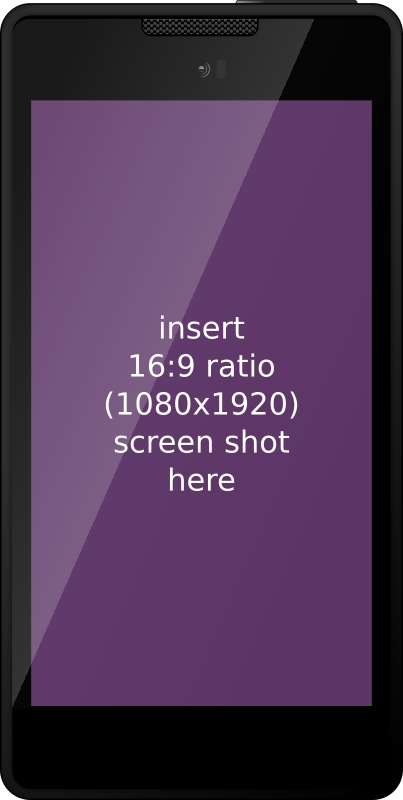 insert
16:9 ratio
(1080x1920)
screen shot
here